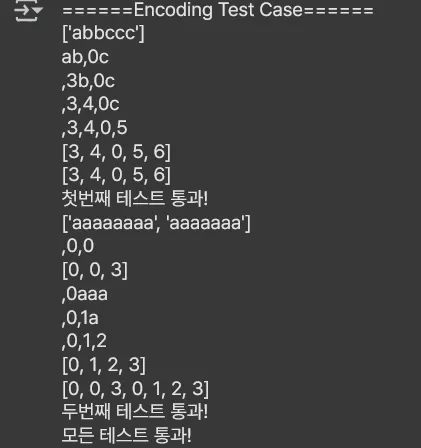 ======Encoding Test Case======
['abbccc']
ab,0c
,3b,0c
,3,4,0c
,3,4,0,5
[3, 4, 0, 5, 6]
[3, 4, 0, 5, 6]
첫번째 테스트 통과!
['aaaaaaaa', 'aaaaaaa']
,0,0
[0, 0, 3]
,0aaa
,0,1a
,0,1,2
[0, 1, 2, 3]
[0, 0, 3, 0, 1, 2, 3]
두번째 테스트 통과!
모든 테스트 통과!